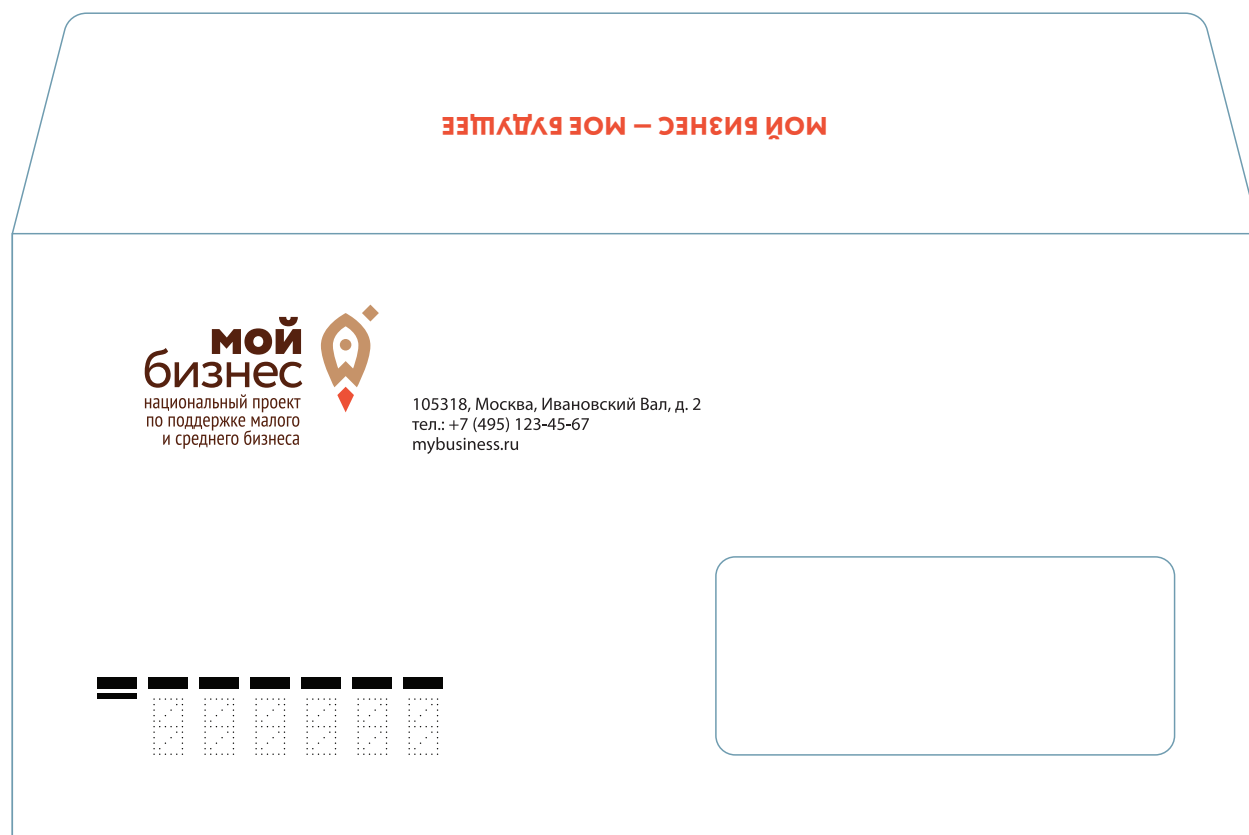 МОЙ БИЗНЕС – МОЕ БУДУЩЕЕ
мой
бизнес
национальный проект
по поддержке малого
и среднего бизнеса
105318, Москва, Ивановский Вал, д. 2
тел.: +7 (495) 123-45-67
mybusiness.ru